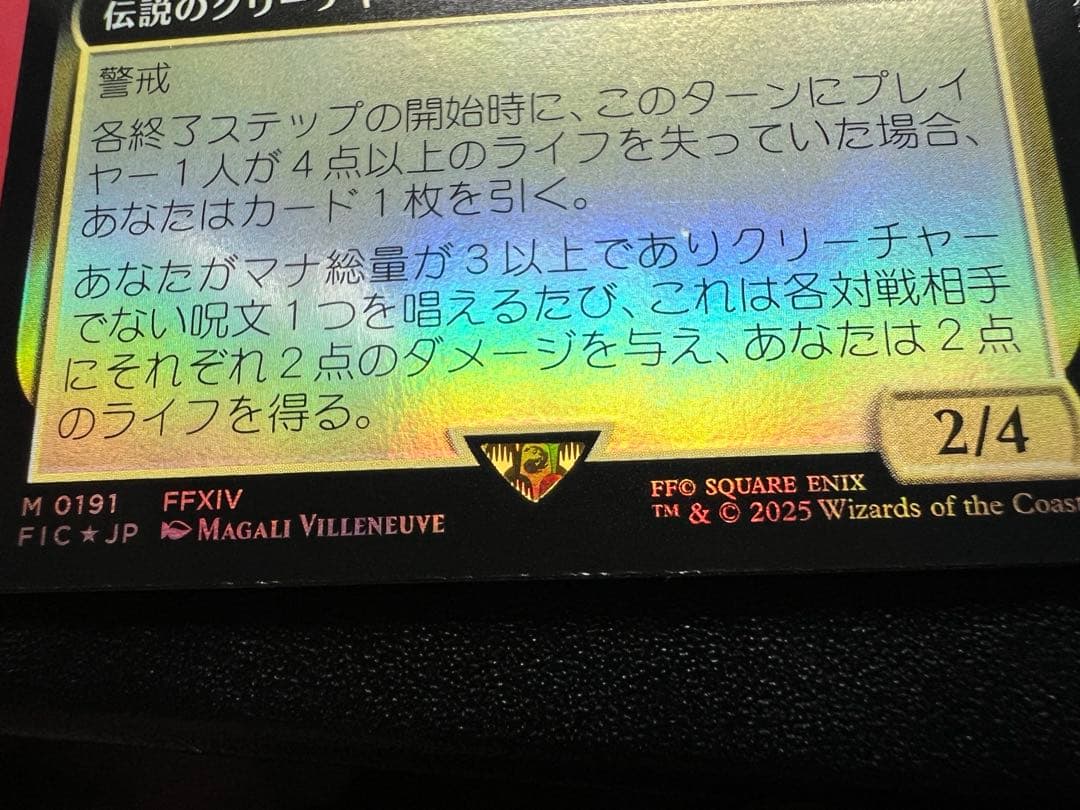 伝説のクリーチャー
警戒
各終了ステップの開始時に、このターンにプレイ
ヤー１人が４点以上のライフを失っていた場合、
あなたはカード１枚を引く。
あなたがマナ総量が３以上でありクリーチャー
でない呪文１つを唱えるたび、これは各対戦相手
にそれぞれ２点のダメージを与え、あなたは２点
のライフを得る。
2/4
M 0191 FFXIV
FIC★JP MAGALI VILLENEUVE
FF© SQUARE ENIX
™ & © 2025 Wizards of the Coast